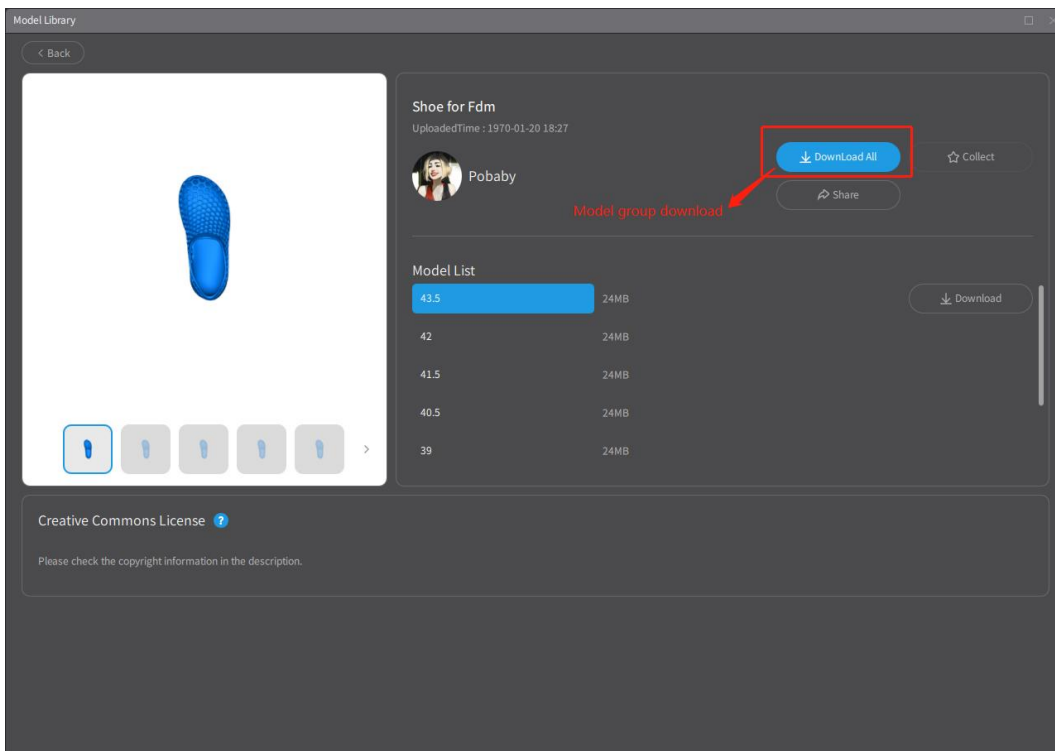 Model Library
< Back
Shoe for Fdm
UploadedTime : 1970-01-20 18:27
Pobaby
DownLoad All
Collect
Share
Model group download
Model List
43.5 24MB Download
42 24MB
41.5 24MB
40.5 24MB
39 24MB
Creative Commons License ?
Please check the copyright information in the description.